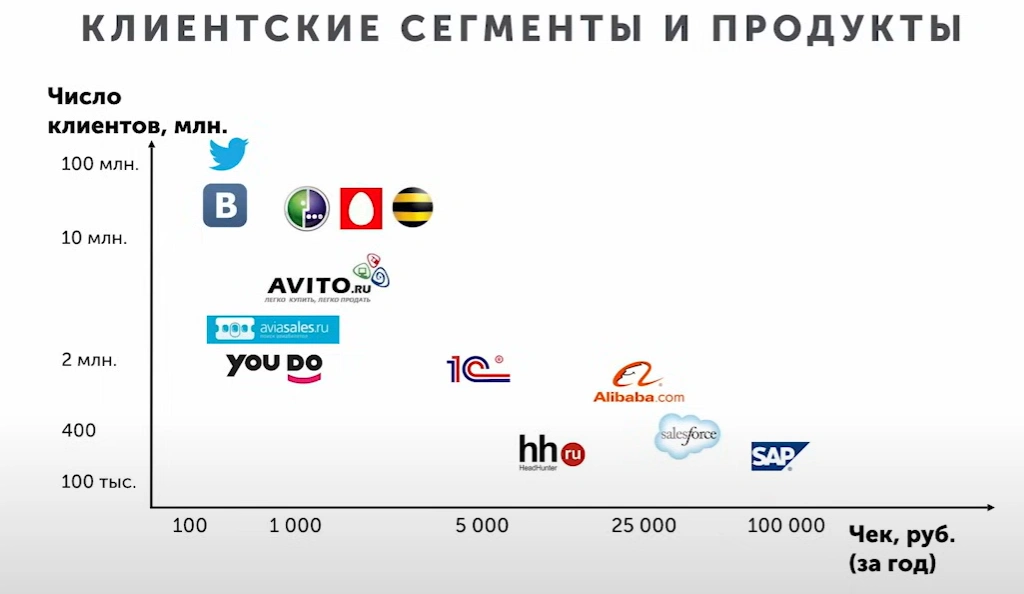 КЛИЕНТСКИЕ СЕГМЕНТЫ И ПРОДУКТЫ
Число
клиентов, млн.
100 млн.
B
10 млн.
AVITO.RU
ЛЕГКО КУПИТЬ, ЛЕГКО ПРОДАТЬ
aviasales.ru
YOU DO
2 млн.
1С®
Alibaba.com
400
salesforce
hh ru
HeadHunter
SAP
100 тыс.
100
1 000
5 000
25 000
100 000
Чек, руб.
(за год)